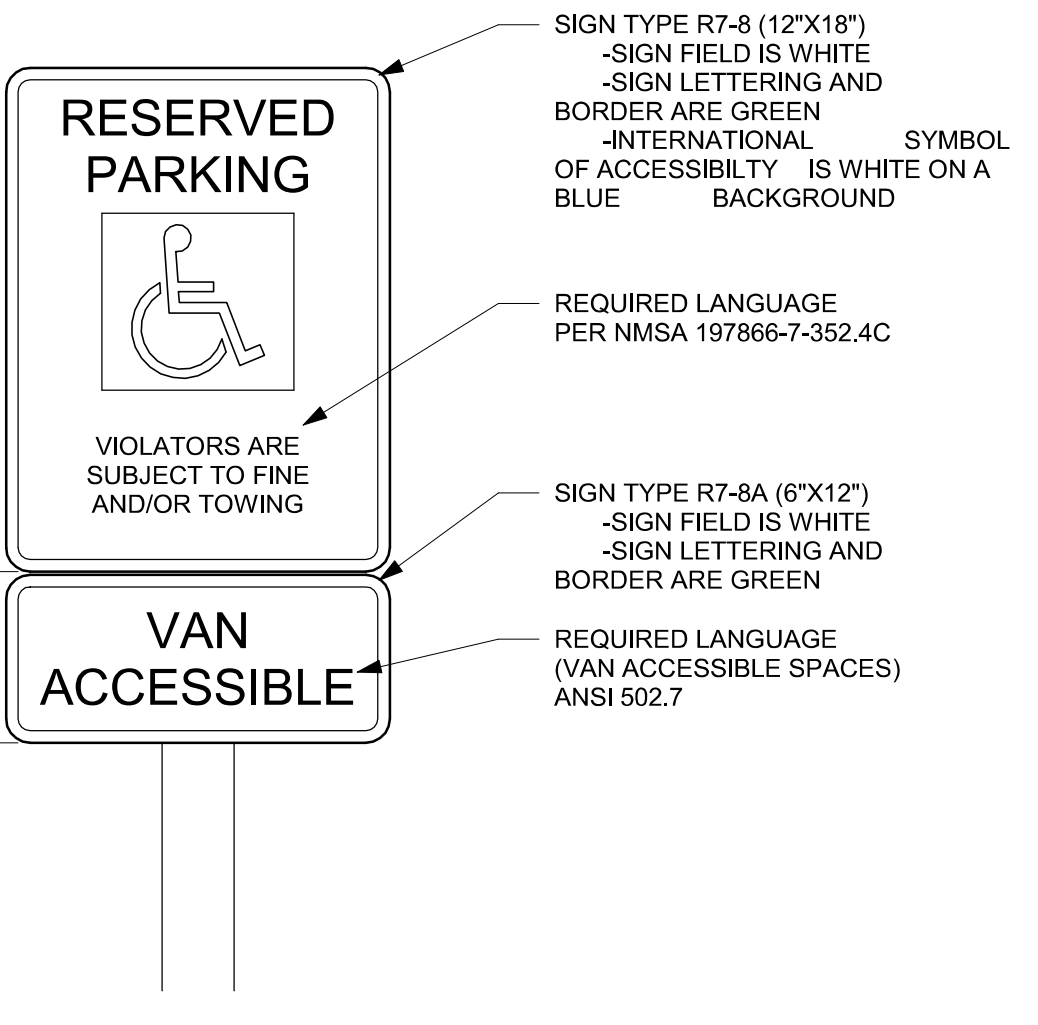 RESERVED
PARKING
VIOLATORS ARE
SUBJECT TO FINE
AND/OR TOWING
VAN
ACCESSIBLE
SIGN TYPE R7-8 (12"X18")
-SIGN FIELD IS WHITE
-SIGN LETTERING AND
BORDER ARE GREEN
-INTERNATIONAL SYMBOL
OF ACCESSIBILTY IS WHITE ON A
BLUE BACKGROUND
REQUIRED LANGUAGE
PER NMSA 197866-7-352.4C
SIGN TYPE R7-8A (6"X12")
-SIGN FIELD IS WHITE
-SIGN LETTERING AND
BORDER ARE GREEN
REQUIRED LANGUAGE
(VAN ACCESSIBLE SPACES)
ANSI 502.7